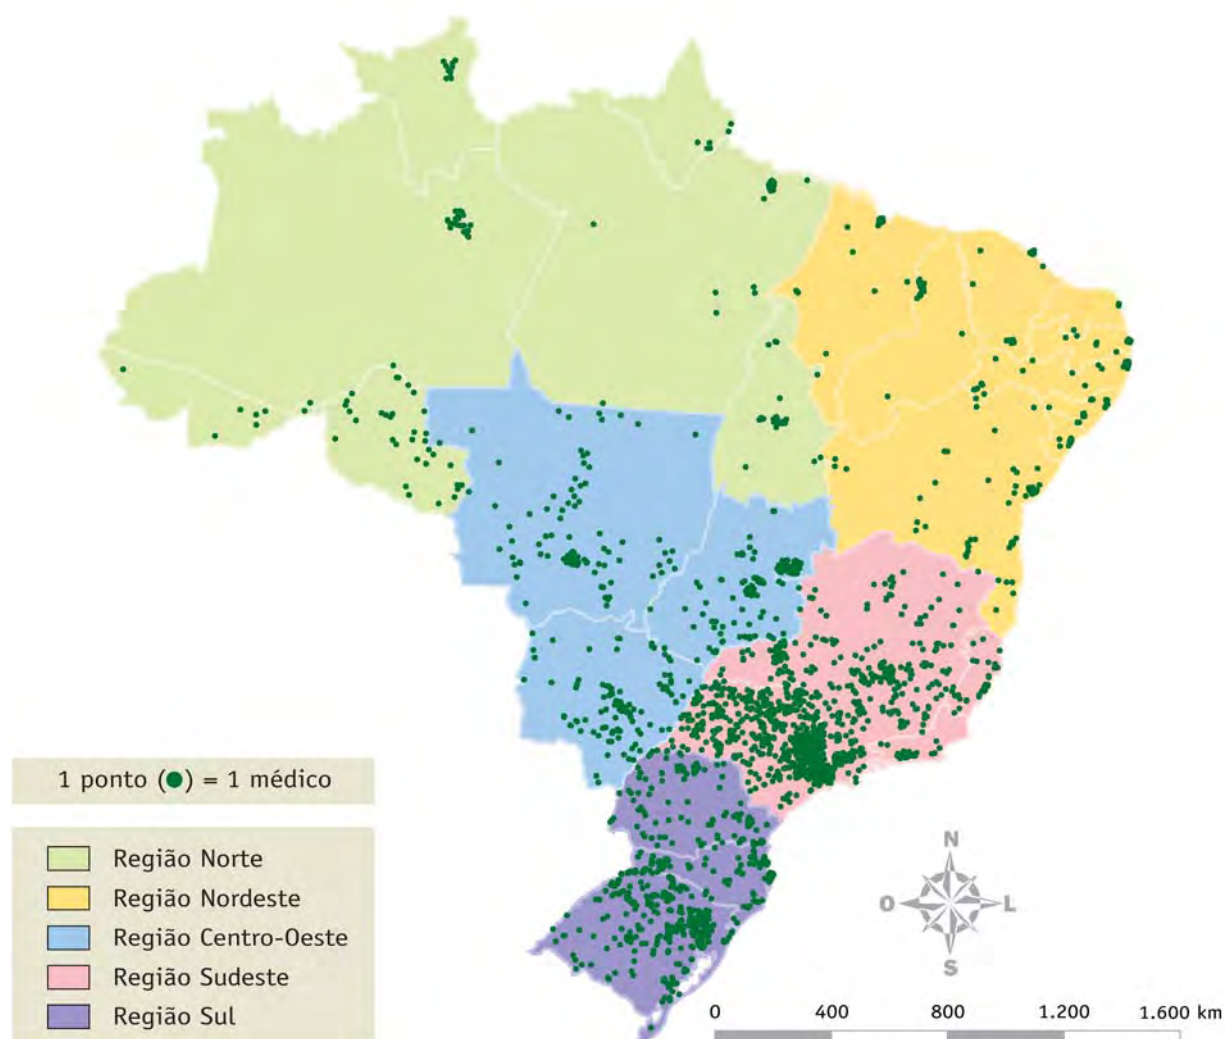 1 ponto (●) = 1 médico
Região Norte
Região Nordeste
Região Centro-Oeste
Região Sudeste
Região Sul
N
O L
S
0 400 800 1.200 1.600 km